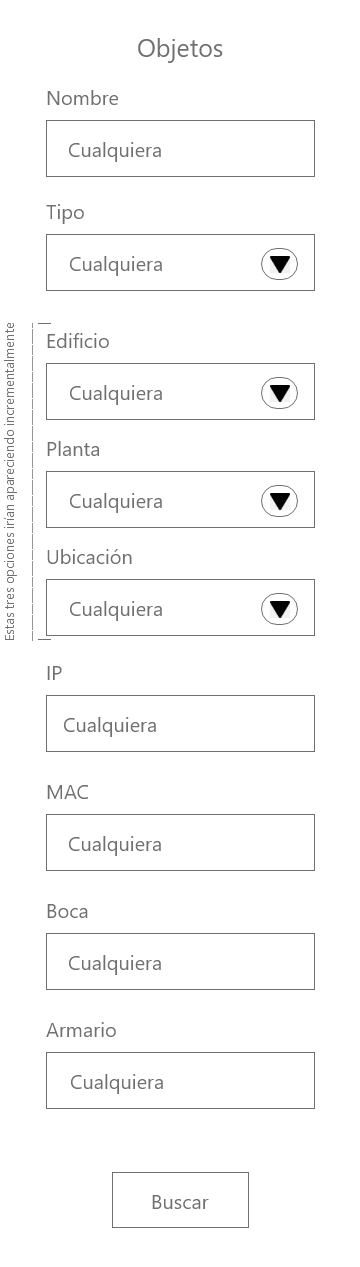 Objetos
Nombre
Cualquiera
Tipo
Cualquiera
Estas tres opciones irían apareciendo incrementalmente
Edificio
Cualquiera
Planta
Cualquiera
Ubicación
Cualquiera
IP
Cualquiera
MAC
Cualquiera
Boca
Cualquiera
Armario
Cualquiera
Buscar